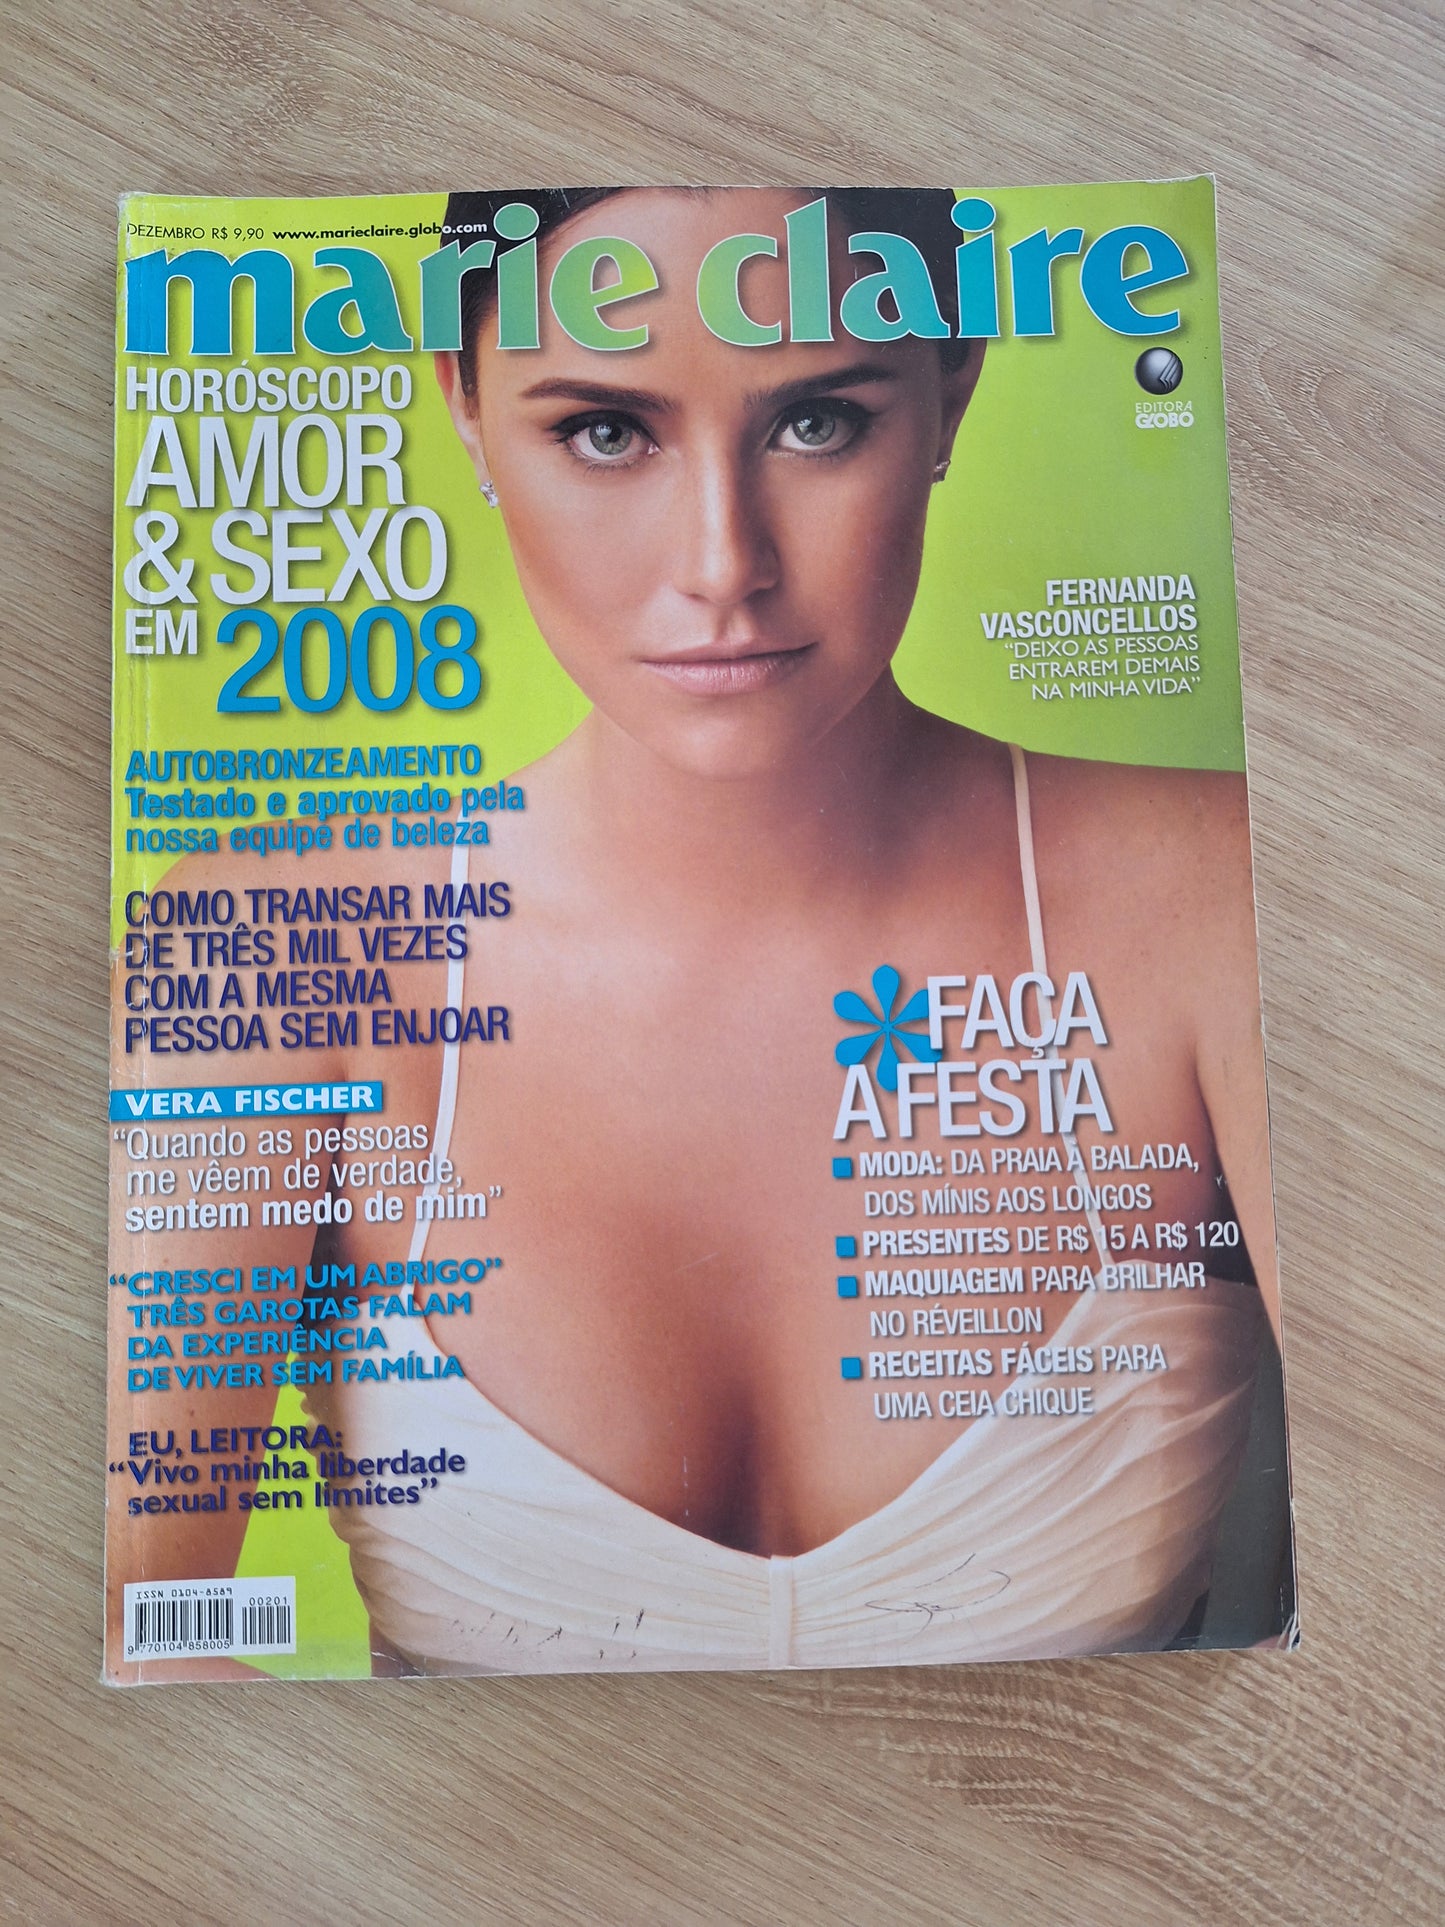 DEZEMBRO R$ 9,90 www.marieclaire.globo.com
marie claire
EDITORA
GLOBO
HORÓSCOPO
AMOR
& SEXO
EM 2008
FERNANDA
VASCONCELLOS
"DEIXO AS PESSOAS
ENTRAREM DEMAIS
NA MINHA VIDA"
AUTOBRONZEAMENTO
Testado e aprovado pela
nossa equipe de beleza
COMO TRANSAR MAIS
DE TRÊS MIL VEZES
COM A MESMA
PESSOA SEM ENJOAR
VERA FISCHER
"Quando as pessoas
me vêem de verdade,
sentem medo de mim"
"CRESCI EM UM ABRIGO"
TRÊS GAROTAS FALAM
DA EXPERIÊNCIA
DE VIVER SEM FAMÍLIA
EU, LEITORA:
"Vivo minha liberdade
sexual sem limites"
FAÇA
A FESTA
MODA: DA PRAIA À BALADA,
DOS MÍNIS AOS LONGOS
PRESENTES DE R$ 15 A R$ 120
MAQUIAGEM PARA BRILHAR
NO RÉVEILLON
RECEITAS FÁCEIS PARA
UMA CEIA CHIQUE
ISSN 0104-8589
00201
9 770104 858005